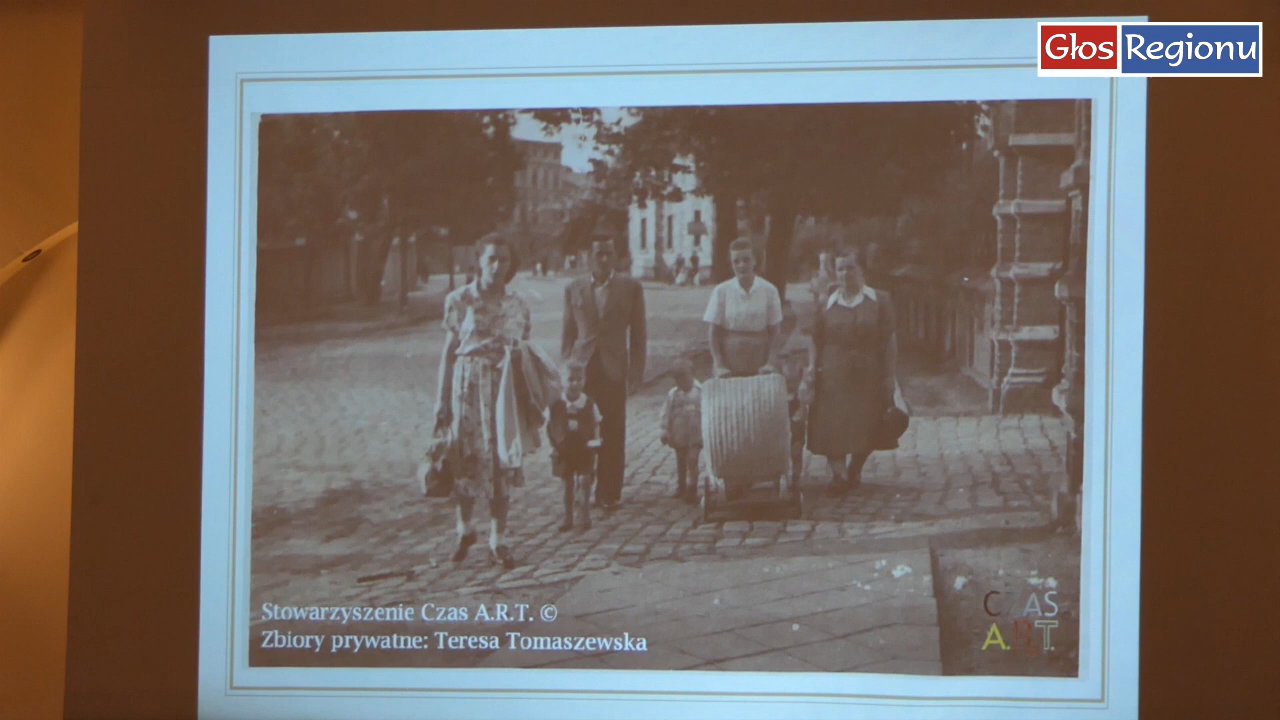 Głos Regionu
Stowarzyszenie Czas A.R.T. ©
Zbiory prywatne: Teresa Tomaszewska
CZAS
A.R.T.